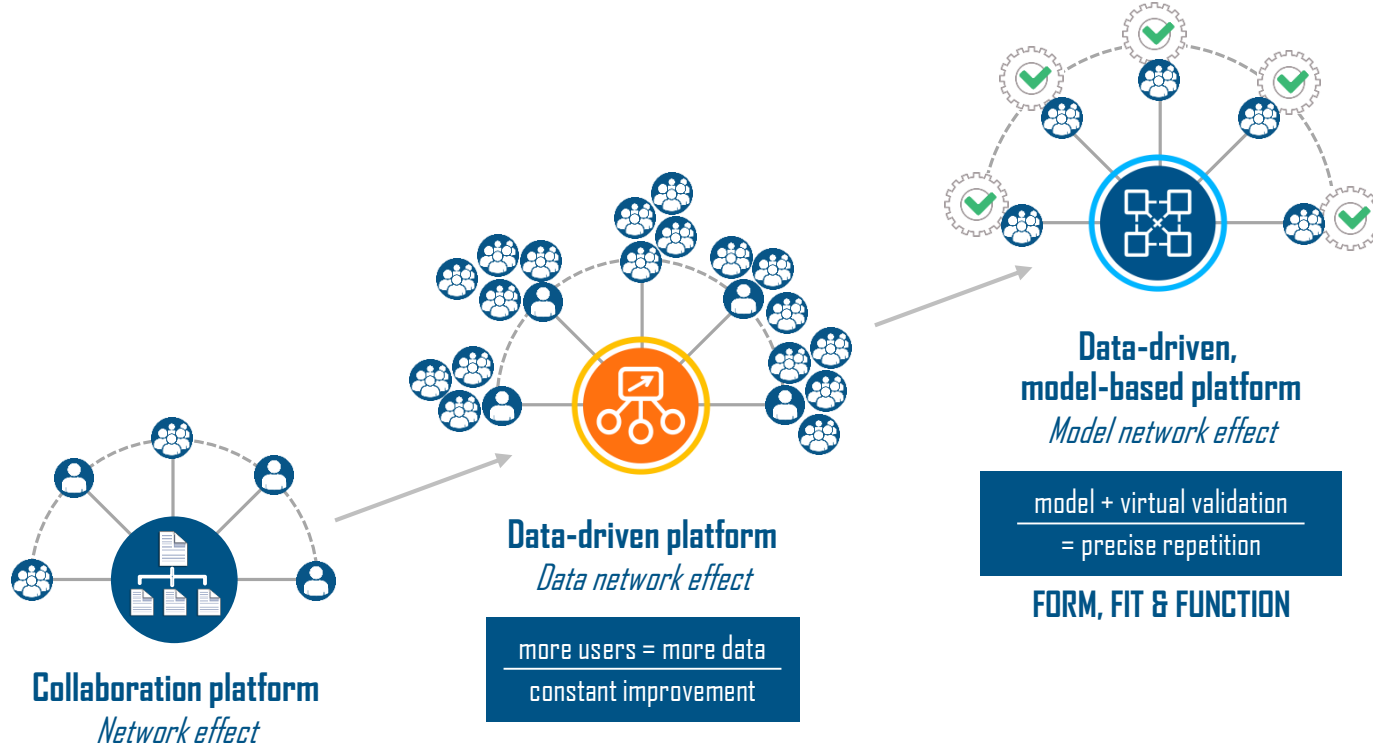 Collaboration platform
Network effect
Data-driven platform
Data network effect
more users = more data
constant improvement
Data-driven,
model-based platform
Model network effect
model + virtual validation
= precise repetition
FORM, FIT & FUNCTION